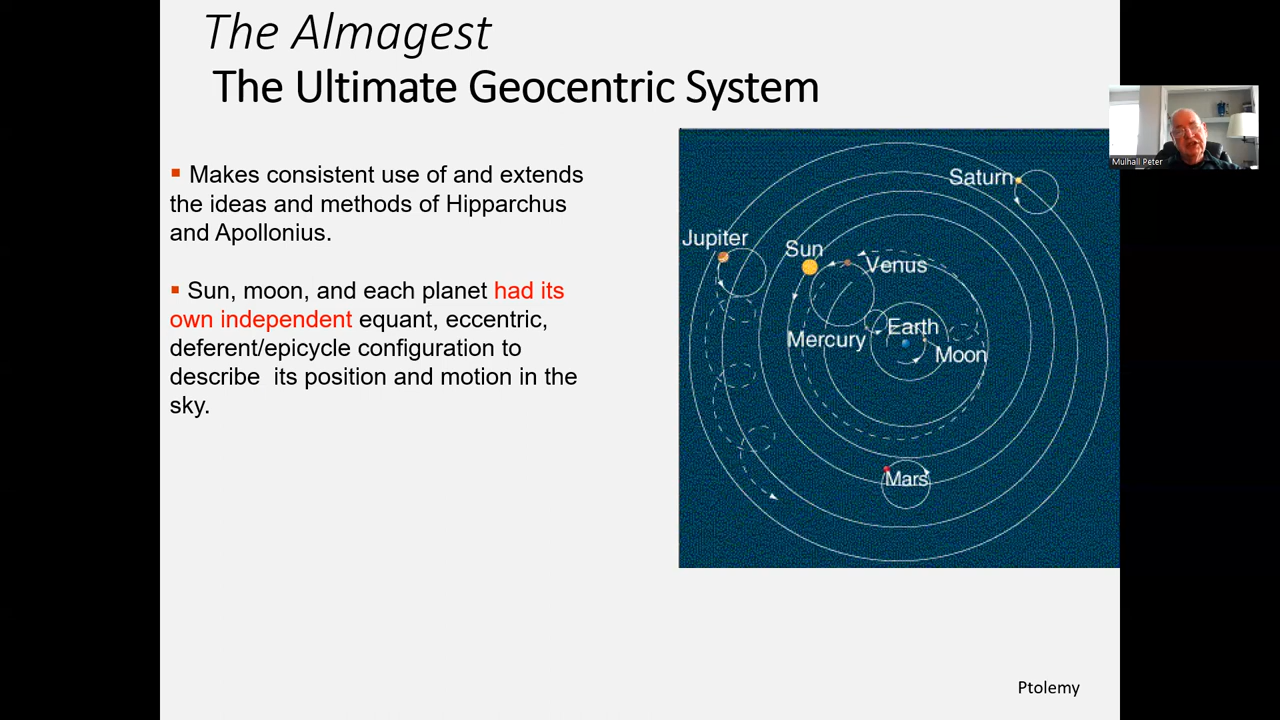 The Almagest
The Ultimate Geocentric System
▪ Makes consistent use of and extends
the ideas and methods of Hipparchus
and Apollonius.
▪ Sun, moon, and each planet had its
own independent equant, eccentric,
deferent/epicycle configuration to
describe  its position and motion in the
sky.
Saturn
Jupiter
Sun
Venus
Earth
Mercury
Moon
Mars
Mulhall Peter
Ptolemy